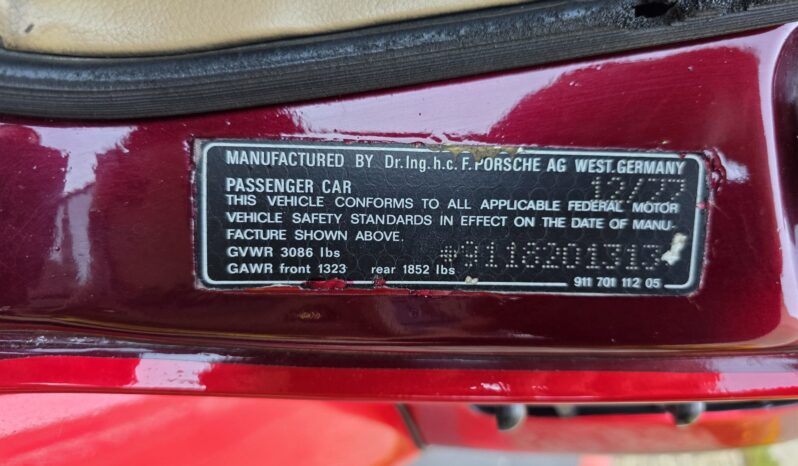 MANUFACTURED BY Dr.Ing.h.c.F.PORSCHE AG WEST.GERMANY
PASSENGER CAR 12/77
THIS VEHICLE CONFORMS TO ALL APPLICABLE FEDERAL MOTOR
VEHICLE SAFETY STANDARDS IN EFFECT ON THE DATE OF MANU-
FACTURE SHOWN ABOVE.
GVWR 3086 lbs *9118201313*
GAWR front 1323 rear 1852 lbs
911 701 112 05